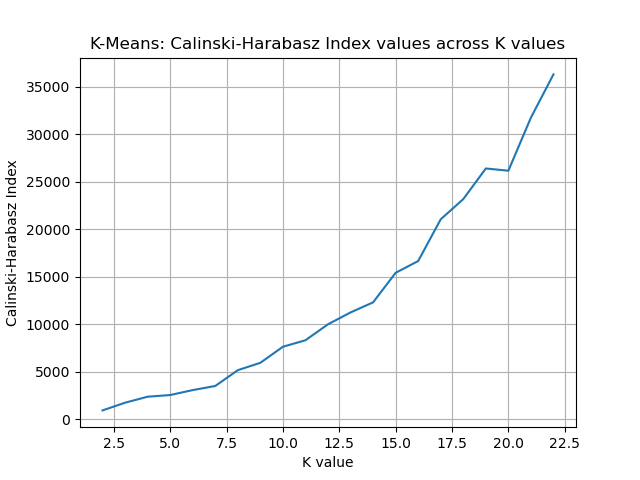 K-Means: Calinski-Harabasz Index values across K values
Calinski-Harabasz Index
35000
30000
25000
20000
15000
10000
5000
0
2.5 5.0 7.5 10.0 12.5 15.0 17.5 20.0 22.5
K value